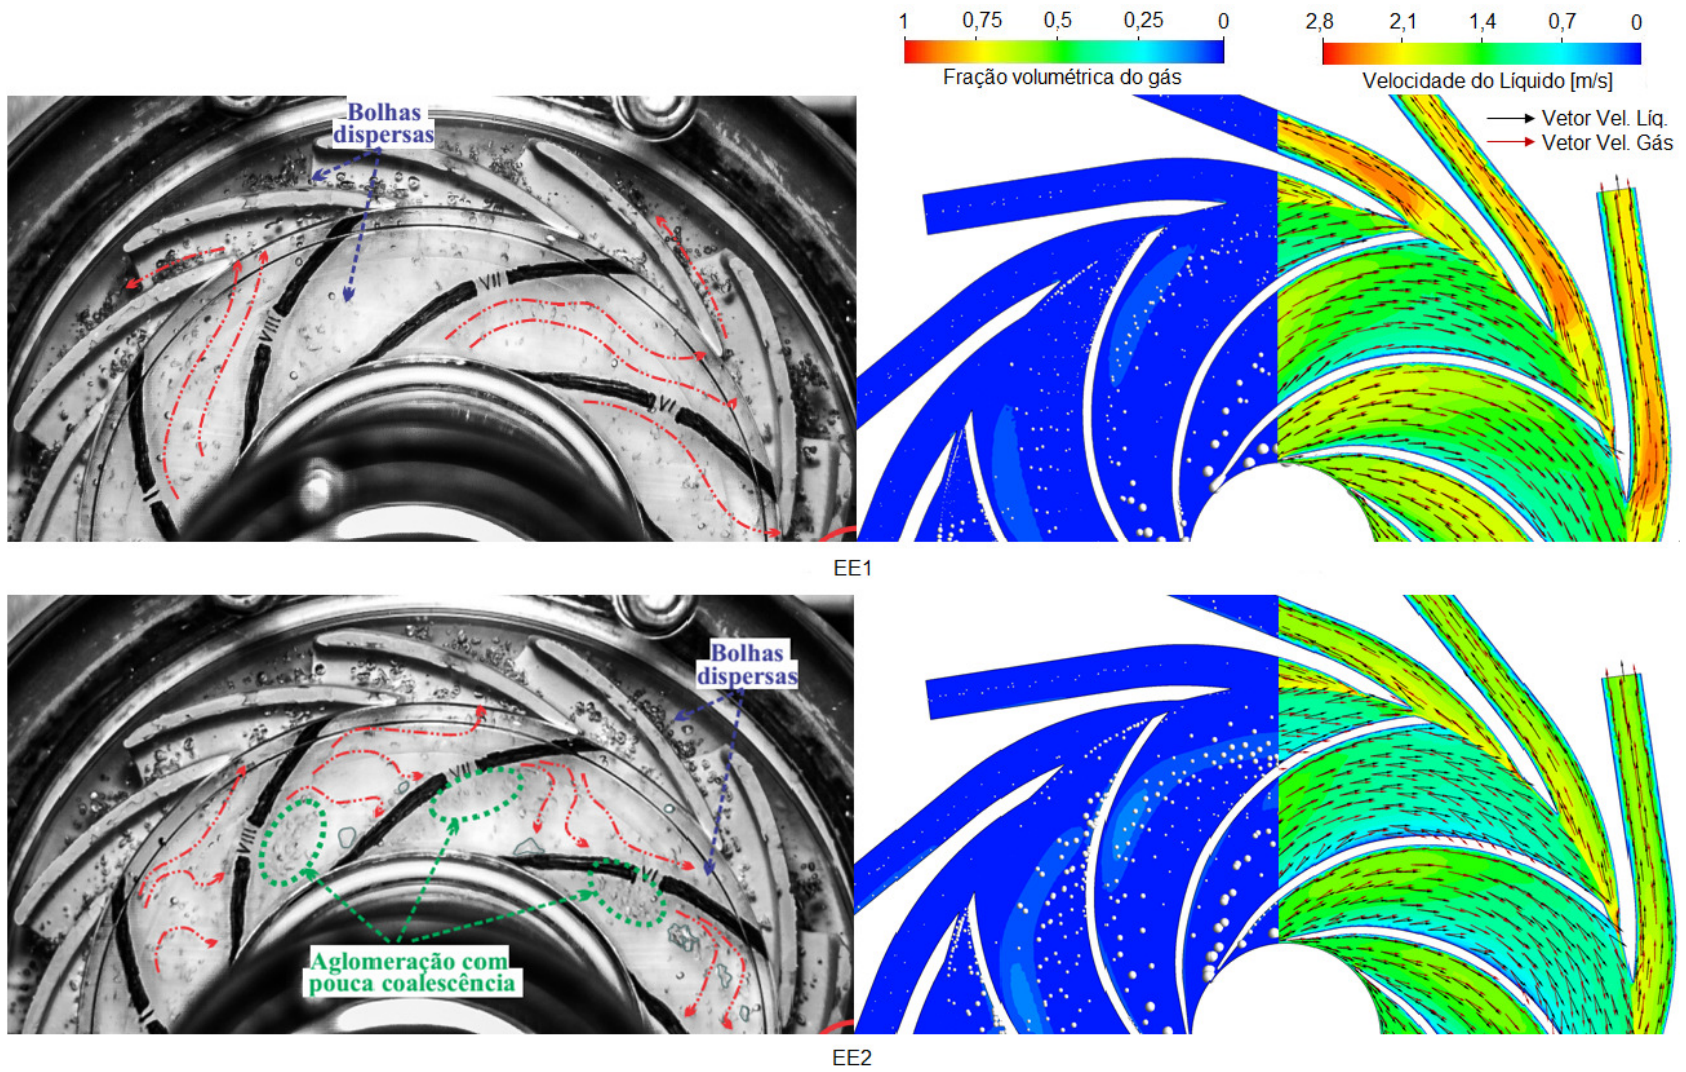 1 0,75 0,5 0,25 0
Fração volumétrica do gás
2,8 2,1 1,4 0,7 0
Velocidade do Líquido [m/s]
Vetor Vel. Líq.
Vetor Vel. Gás
Bolhas
dispersas
VII
VIII
VI
II
EE1
Bolhas
dispersas
VII
VIII
VI
II
Aglomeração com
pouca coalescência
EE2